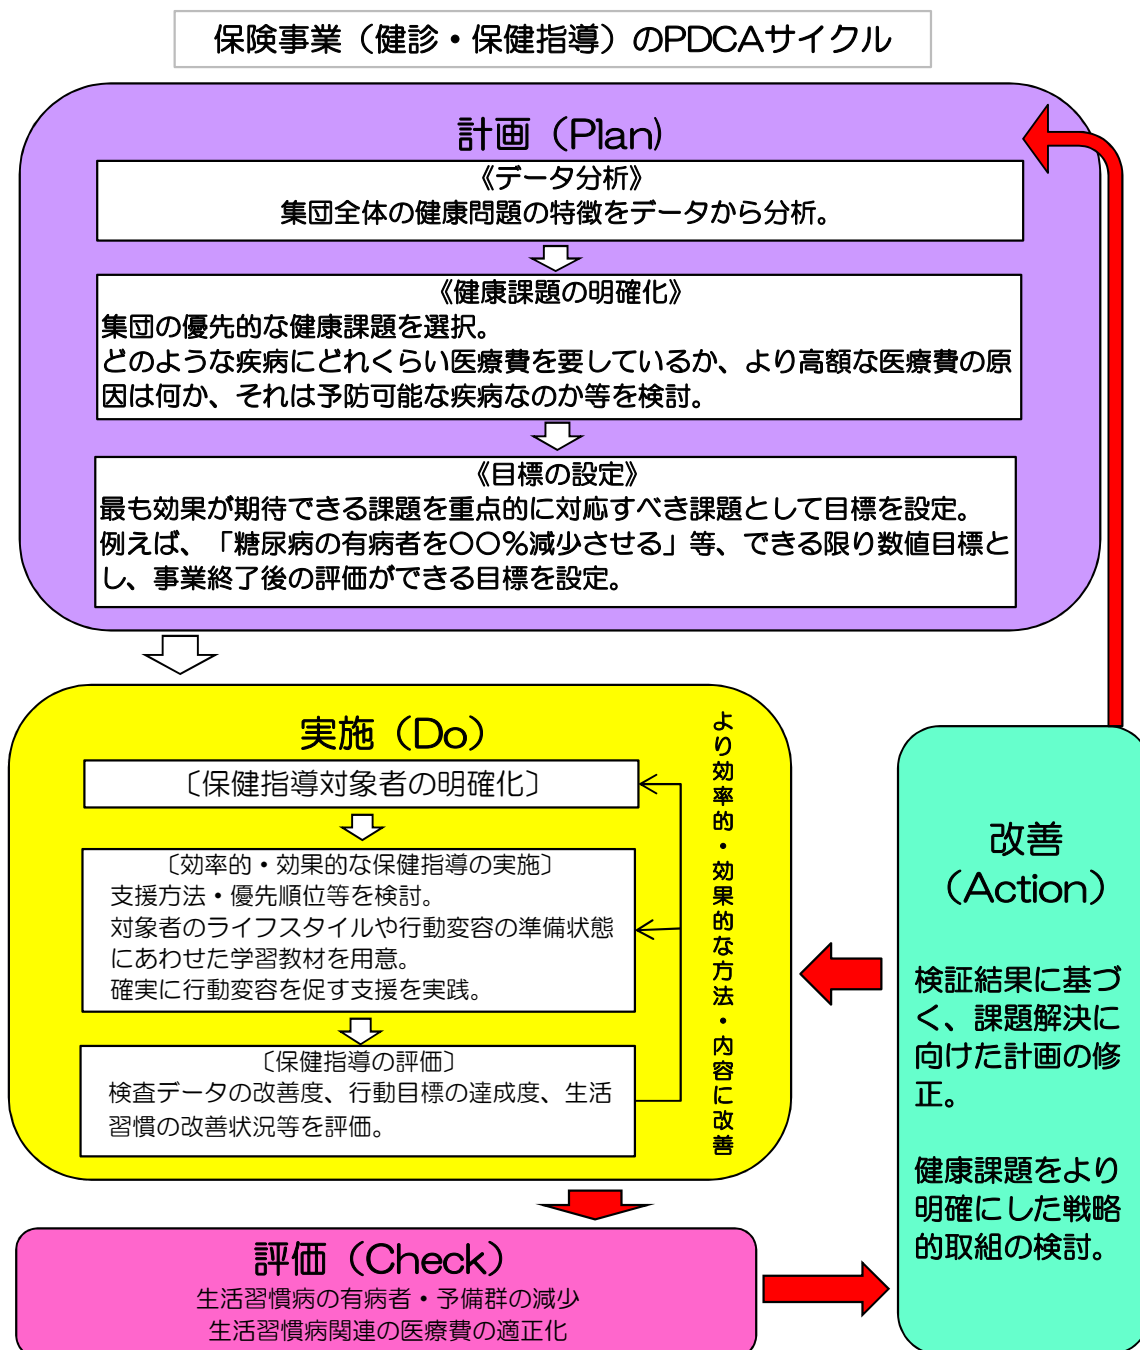 保険事業（健診・保健指導）のPDCAサイクル
計画（Plan)
《データ分析》
集団全体の健康問題の特徴をデータから分析。
《健康課題の明確化》
集団の優先的な健康課題を選択。
どのような疾病にどれくらい医療費を要しているか、より高額な医療費の原
因は何か、それは予防可能な疾病なのか等を検討。
《目標の設定》
最も効果が期待できる課題を重点的に対応すべき課題として目標を設定。
例えば、「糖尿病の有病者を〇〇％減少させる」等、できる限り数値目標と
し、事業終了後の評価ができる目標を設定。
実施（Do）
〔保健指導対象者の明確化〕
〔効率的・効果的な保健指導の実施〕
支援方法・優先順位等を検討。
対象者のライフスタイルや行動変容の準備状態
にあわせた学習教材を用意。
確実に行動変容を促す支援を実践。
〔保健指導の評価〕
検査データの改善度、行動目標の達成度、生活
習慣の改善状況等を評価。
より効率的・効果的な方法・内容に改善
評価（Check）
生活習慣病の有病者・予備群の減少
生活習慣病関連の医療費の適正化
改善
（Action）
検証結果に基づ
く、課題解決に
向けた計画の修
正。
健康課題をより
明確にした戦略
的取組の検討。